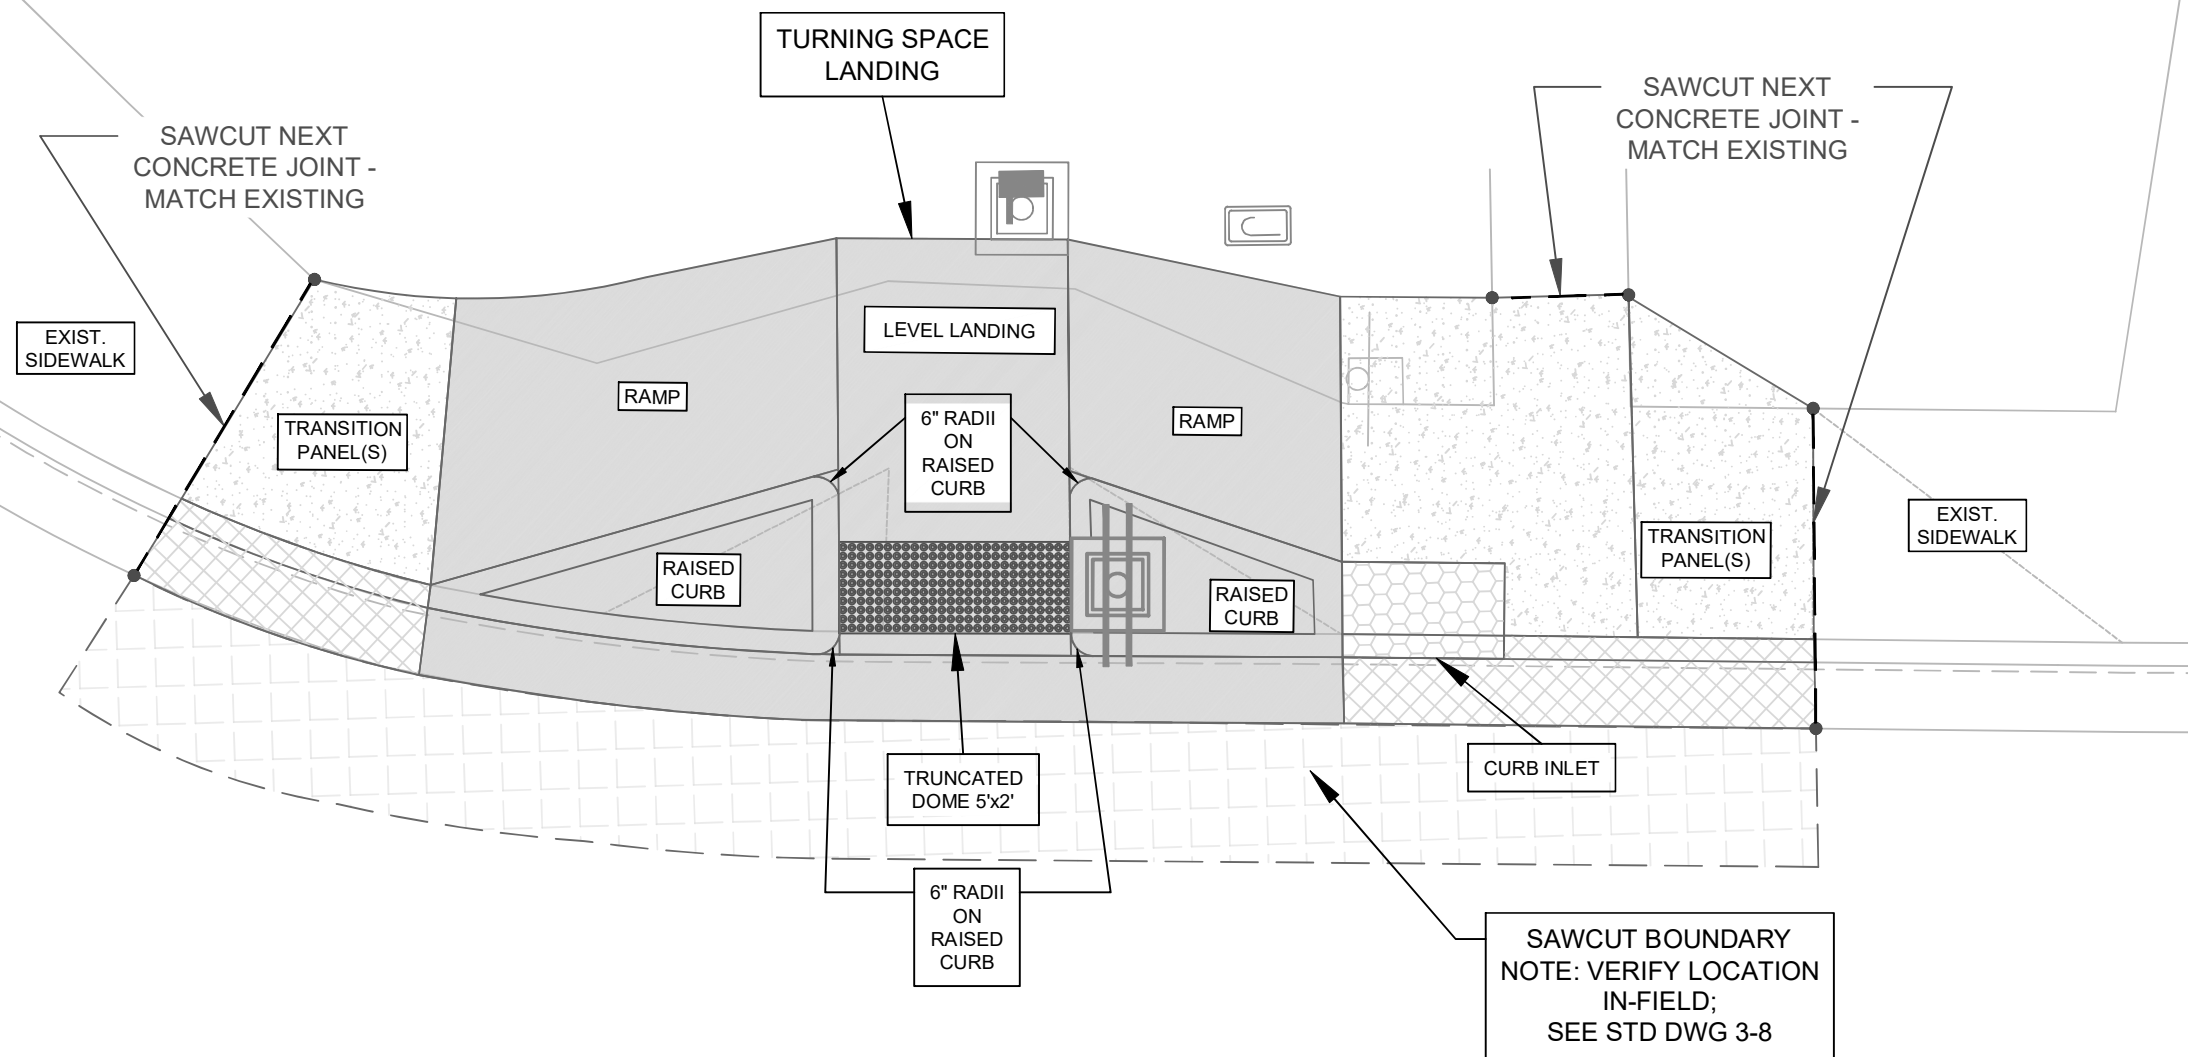 TURNING SPACE
LANDING
SAWCUT NEXT
CONCRETE JOINT -
MATCH EXISTING
SAWCUT NEXT
CONCRETE JOINT -
MATCH EXISTING
EXIST.
SIDEWALK
LEVEL LANDING
RAMP
RAMP
6" RADII
ON
RAISED
CURB
TRANSITION
PANEL(S)
EXIST.
SIDEWALK
TRANSITION
PANEL(S)
RAISED
CURB
RAISED
CURB
TRUNCATED
DOME 5'x2'
CURB INLET
6" RADII
ON
RAISED
CURB
SAWCUT BOUNDARY
NOTE: VERIFY LOCATION
IN-FIELD;
SEE STD DWG 3-8